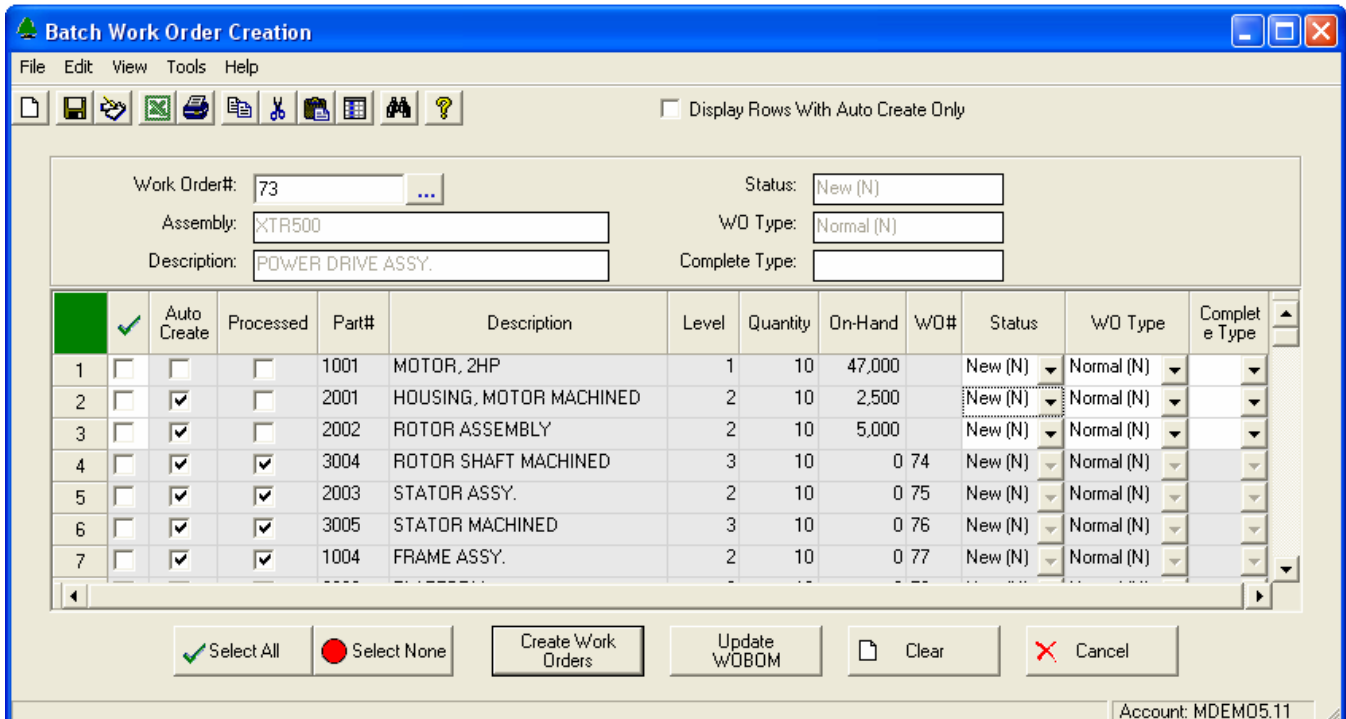 Batch Work Order Creation
File Edit View Tools Help
Display Rows With Auto Create Only
Work Order#: 73 ... Status: New (N)
Assembly: XTR500 WO Type: Normal (N)
Description: POWER DRIVE ASSY. Complete Type:
Auto Create Processed Part# Description Level Quantity On-Hand WO# Status WO Type Complet e Type
1 1001 MOTOR, 2HP 1 10 47,000 New (N) Normal (N)
2 2001 HOUSING, MOTOR MACHINED 2 10 2,500 New (N) Normal (N)
3 2002 ROTOR ASSEMBLY 2 10 5,000 New (N) Normal (N)
4 3004 ROTOR SHAFT MACHINED 3 10 0 74 New (N) Normal (N)
5 2003 STATOR ASSY. 2 10 0 75 New (N) Normal (N)
6 3005 STATOR MACHINED 3 10 0 76 New (N) Normal (N)
7 1004 FRAME ASSY. 2 10 0 77 New (N) Normal (N)
Select All Select None Create Work Orders Update WOBOM Clear Cancel
Account: MDEMO5.11